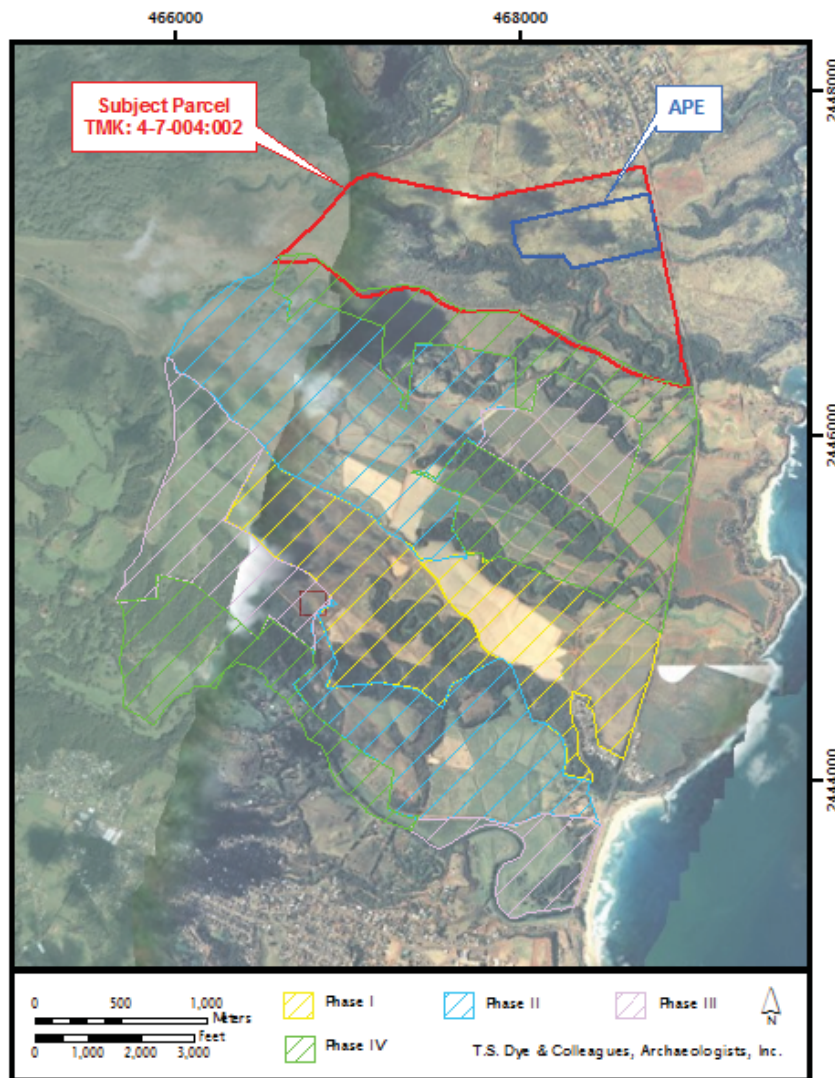 466000 468000
Subject Parcel
TMK: 4-7-004:002
APE
2448000
2446000
2444000
0 500 1,000
Meters
Feet
0 1,000 2,000 3,000
Phase I
Phase II
Phase III
Phase IV
N
T.S. Dye & Colleagues, Archaeologists, Inc.